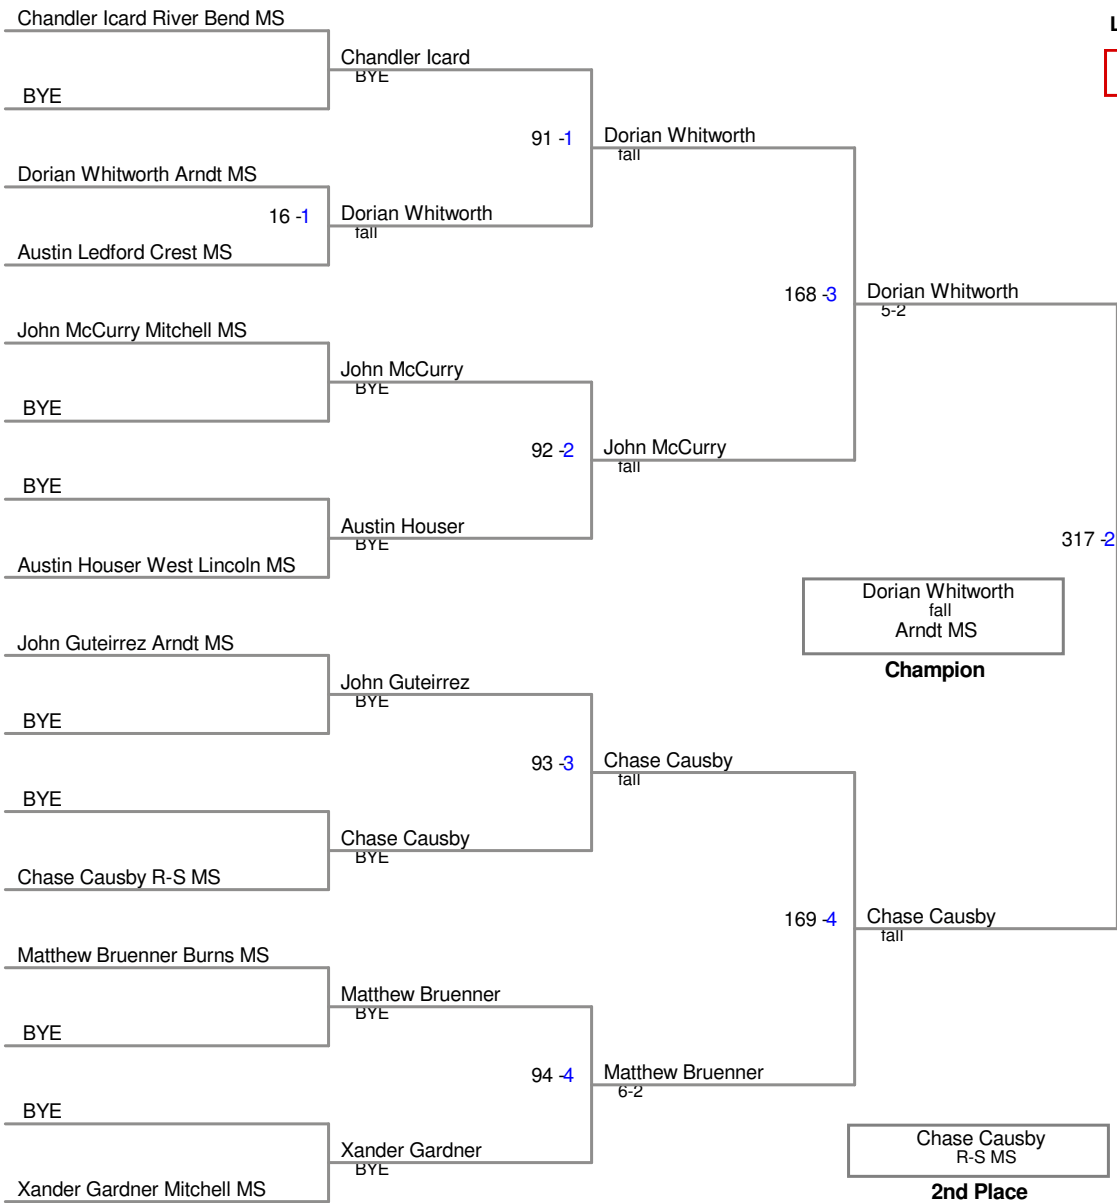 Chandler Icard River Bend MS
L
Chandler Icard
BYE
BYE
91 -1
Dorian Whitworth
fall
Dorian Whitworth Arndt MS
16 -1
Dorian Whitworth
fall
Austin Ledford Crest MS
168 -3
Dorian Whitworth
5-2
John McCurry Mitchell MS
John McCurry
BYE
BYE
92 -2
John McCurry
fall
BYE
Austin Houser
BYE
317 -2
Austin Houser West Lincoln MS
Dorian Whitworth
fall
Arndt MS
Champion
John Guteirrez Arndt MS
John Guteirrez
BYE
BYE
93 -3
Chase Causby
fall
BYE
Chase Causby
BYE
Chase Causby R-S MS
169 -4
Chase Causby
fall
Matthew Bruenner Burns MS
Matthew Bruenner
BYE
BYE
94 -4
Matthew Bruenner
6-2
BYE
Xander Gardner
BYE
Xander Gardner Mitchell MS
Chase Causby
R-S MS
2nd Place